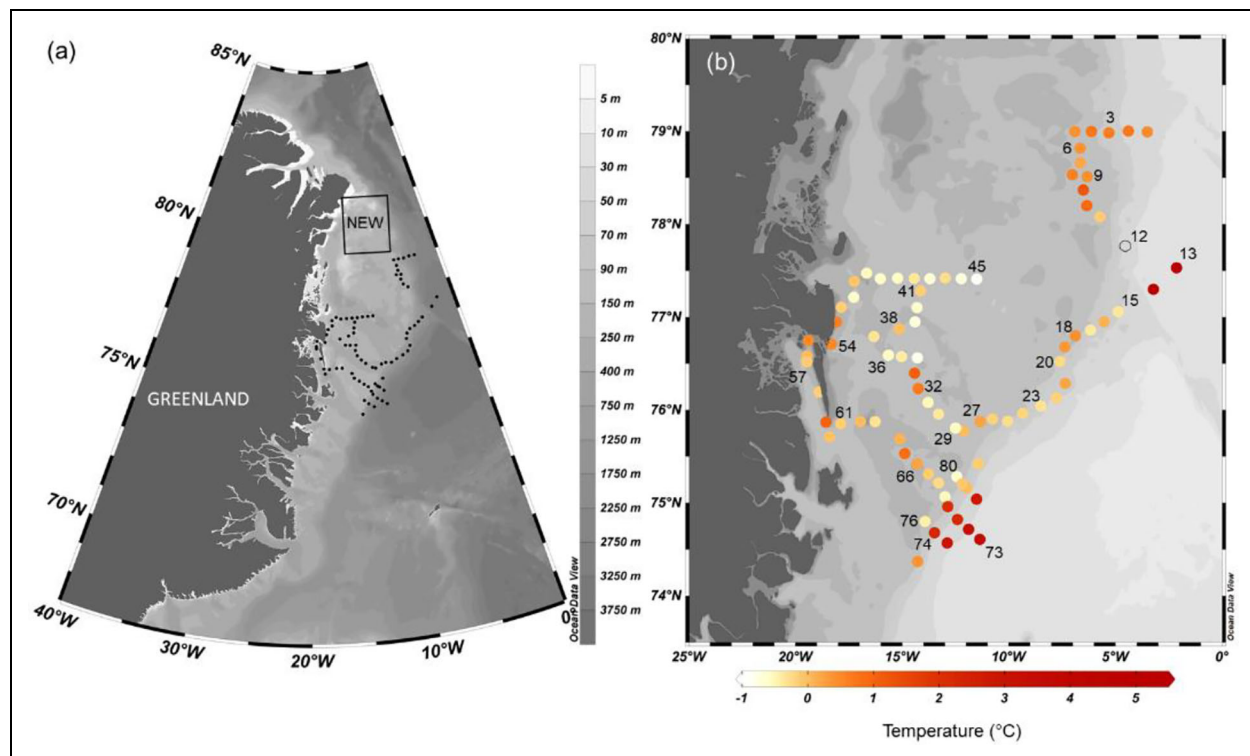 (a)
85°N
80°N
75°N
70°N
NEW
GREENLAND
40°W
30°W
20°W
10°W
0°
5 m
10 m
30 m
50 m
70 m
90 m
150 m
250 m
400 m
750 m
1250 m
1750 m
2250 m
2750 m
3250 m
3750 m
Ocean Data View
(b)
80°N
79°N
78°N
77°N
76°N
75°N
74°N
3
6
9
12
13
45
41
15
38
18
54
36
20
57
32
23
61
27
29
66
80
76
74
73
25°W
20°W
15°W
10°W
5°W
0°
Ocean Data View
-1
0
1
2
3
4
5
Temperature (°C)